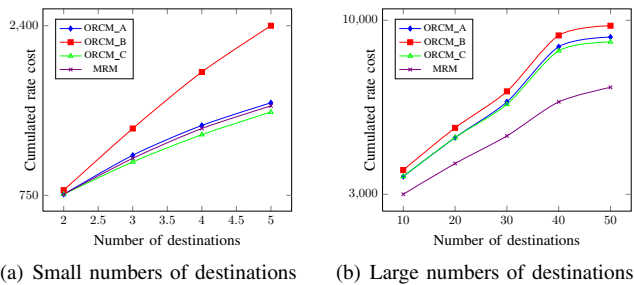 2,400
750
Cumulated rate cost
ORCM_A
ORCM_B
ORCM_C
MRM
2 2.5 3 3.5 4 4.5 5
Number of destinations
(a) Small numbers of destinations
10,000
3,000
Cumulated rate cost
ORCM_A
ORCM_B
ORCM_C
MRM
10 20 30 40 50
Number of destinations
(b) Large numbers of destinations